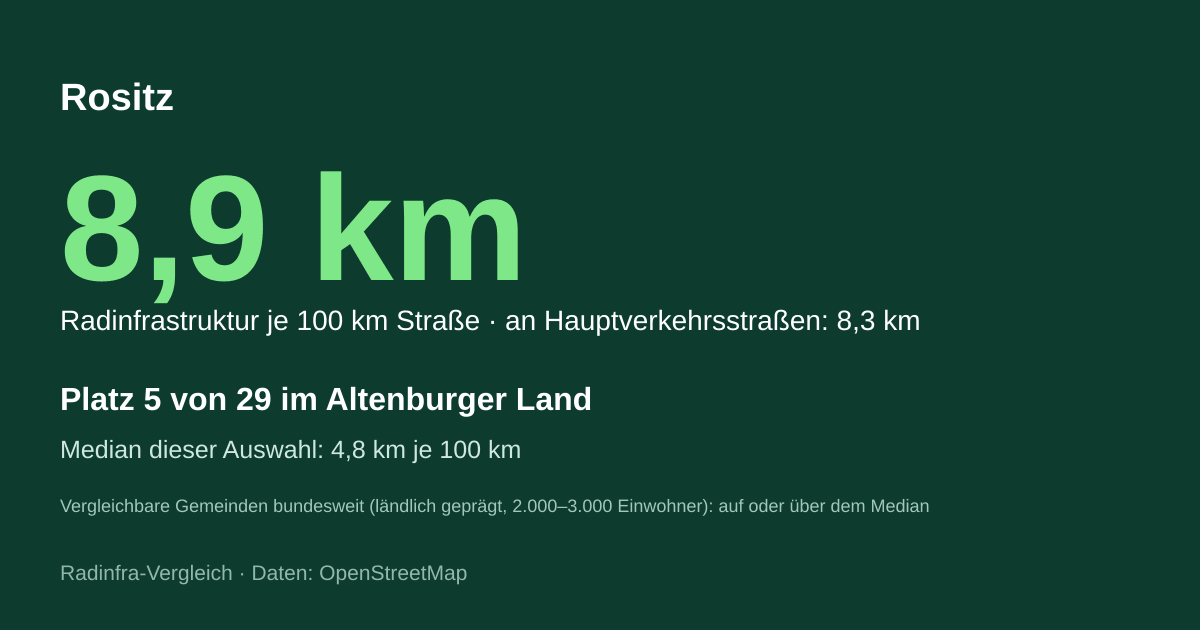 Rositz
8,9 km
Radinfrastruktur je 100 km Straße · an Hauptverkehrsstraßen: 8,3 km
Platz 5 von 29 im Altenburger Land
Median dieser Auswahl: 4,8 km je 100 km
Vergleichbare Gemeinden bundesweit (ländlich geprägt, 2.000–3.000 Einwohner): auf oder über dem Median
Radinfra-Vergleich · Daten: OpenStreetMap